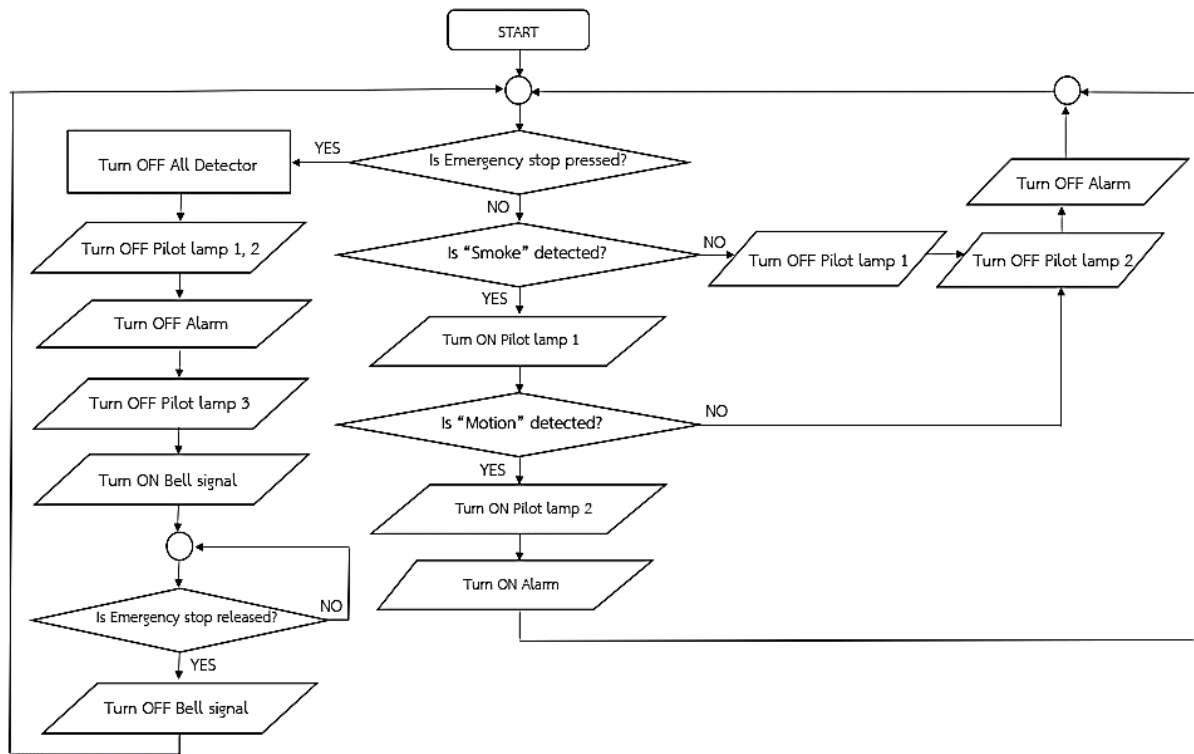 START
Is Emergency stop pressed?
YES
NO
Turn OFF All Detector
Turn OFF Pilot lamp 1, 2
Turn OFF Alarm
Turn OFF Pilot lamp 3
Turn ON Bell signal
Is Emergency stop released?
NO
YES
Turn OFF Bell signal
Is “Smoke” detected?
NO
YES
Turn ON Pilot lamp 1
Is “Motion” detected?
NO
YES
Turn ON Pilot lamp 2
Turn ON Alarm
Turn OFF Pilot lamp 1
Turn OFF Pilot lamp 2
Turn OFF Alarm